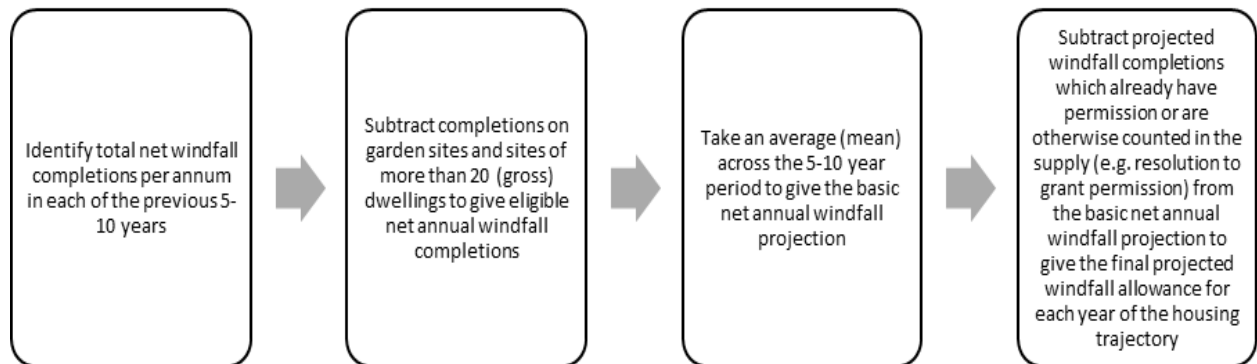 Identify total net windfall
completions per annum
in each of the previous 5-
10 years
Subtract completions on
garden sites and sites of
more than 20 (gross)
dwellings to give eligible
net annual windfall
completions
Take an average (mean)
across the 5-10 year
period to give the basic
net annual windfall
projection
Subtract projected
windfall completions
which already have
permission or are
otherwise counted in the
supply (e.g. resolution to
grant permission) from
the basic net annual
windfall projection to
give the final projected
windfall allowance for
each year of the housing
trajectory